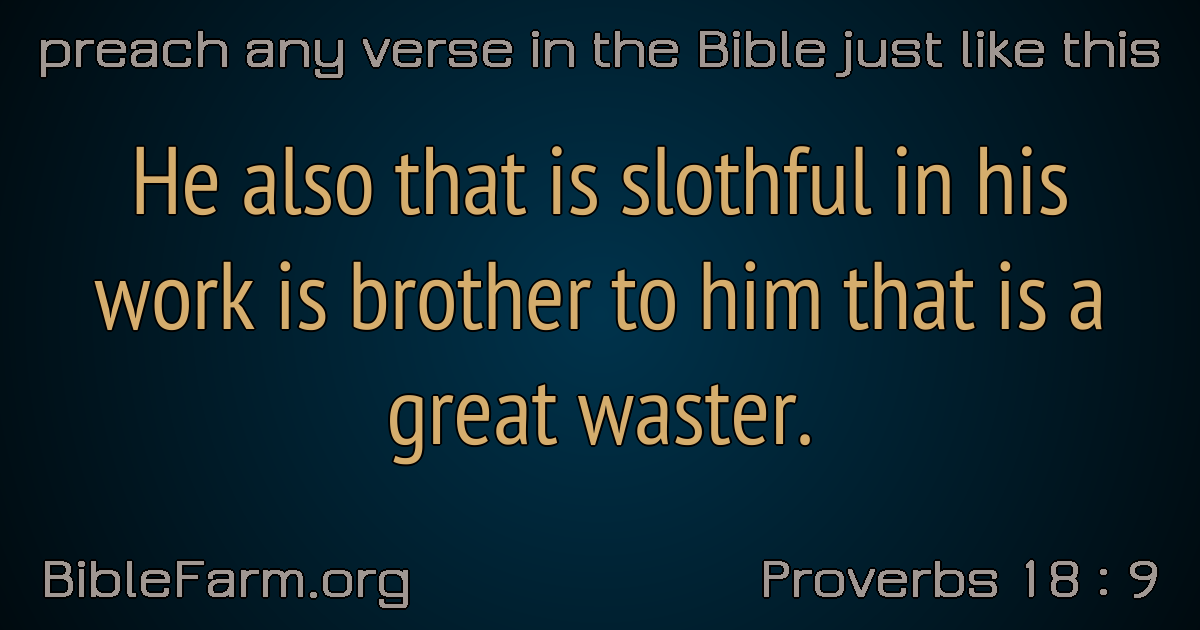 preach any verse in the Bible just like this
He also that is slothful in his
work is brother to him that is a
great waster.
BibleFarm.org
Proverbs 18 : 9